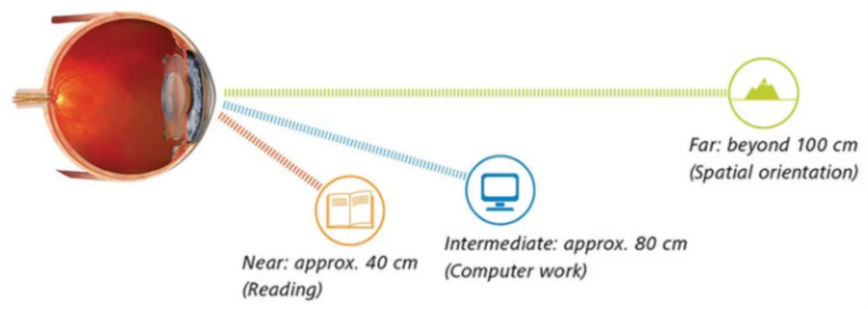 Far: beyond 100 cm
(Spatial orientation)
Intermediate: approx. 80 cm
(Computer work)
Near: approx. 40 cm
(Reading)